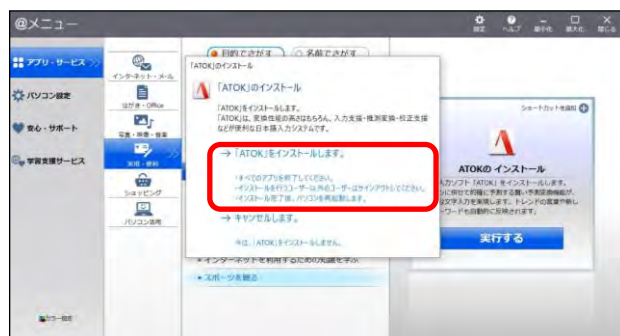 @メニュー
設定
ヘルプ
最小化
最大化
閉じる
アプリ・サービス
パソコン設定
安心・サポート
学習支援サービス
カラー設定
インターネット・メール
はがき・Office
写真・映像・音楽
実用・便利
ショッピング
パソコン活用
目的でさがす
名前でさがす
「ATOK」のインストール
「ATOK」のインストール
「ATOK」をインストールします。
「ATOK」は、変換性能の高さはもちろん、入力支援・推測変換・校正支援
などが便利な日本語入力システムです。
→「ATOK」をインストールします。
・すべてのアプリを終了してください。
・インストールを行うユーザー以外のユーザーはサインアウトしてください。
・インストール完了後、パソコンを再起動します。
→ キャンセルします。
今は、「ATOK」をインストールしません。
・インターネットを利用するための知識を学ぶ
・スポーツを観る
ショートカットを追加
ATOKの インストール
実行する